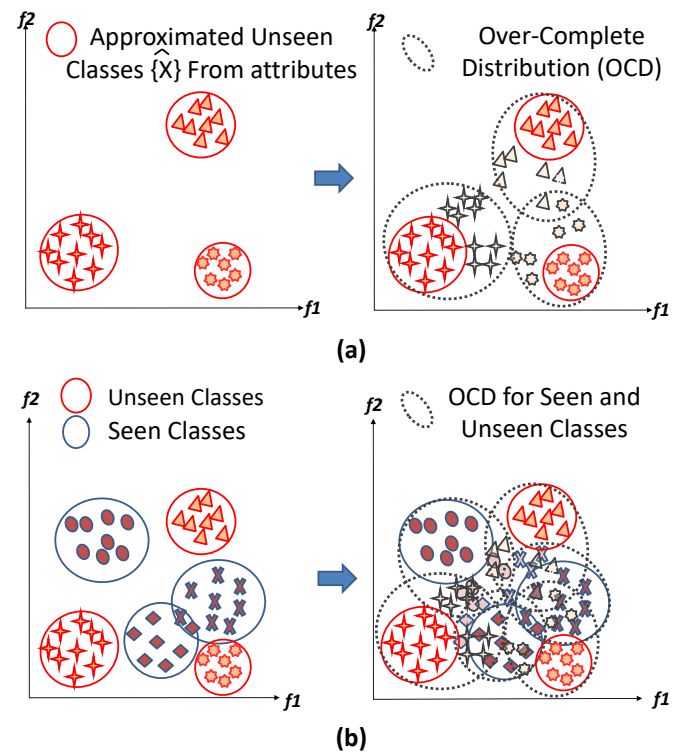 f2
Approximated Unseen
Classes {X̂} From attributes
f1
Over-Complete
Distribution (OCD)
f1
(a)
f2
Unseen Classes
Seen Classes
f1
f2
OCD for Seen and
Unseen Classes
f1
(b)